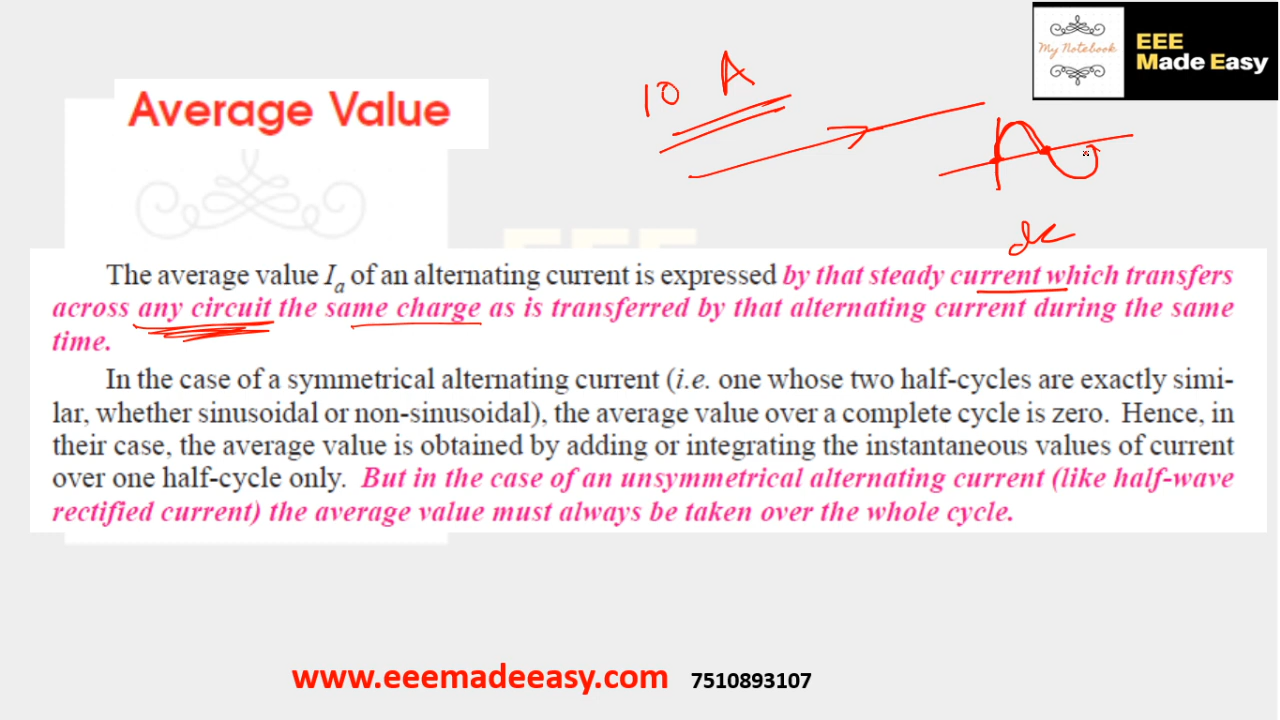 My Notebook
EEE
Made Easy
10 A
Average Value
dc
The average value Ia of an alternating current is expressed by that steady current which transfers
across any circuit the same charge as is transferred by that alternating current during the same
time.
In the case of a symmetrical alternating current (i.e. one whose two half-cycles are exactly simi-
lar, whether sinusoidal or non-sinusoidal), the average value over a complete cycle is zero. Hence, in
their case, the average value is obtained by adding or integrating the instantaneous values of current
over one half-cycle only. But in the case of an unsymmetrical alternating current (like half-wave
rectified current) the average value must always be taken over the whole cycle.
www.eeemadeeasy.com 7510893107